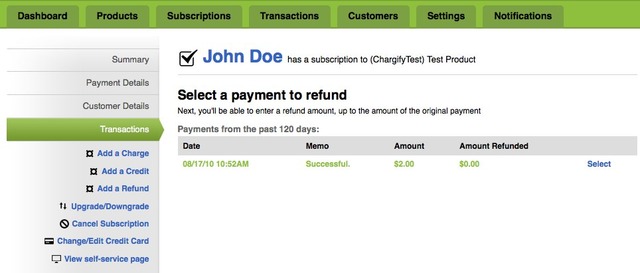 Dashboard Products Subscriptions Transactions Customers Settings Notifications
Summary
Payment Details
Customer Details
Transactions
Add a Charge
Add a Credit
Add a Refund
Upgrade/Downgrade
Cancel Subscription
Change/Edit Credit Card
View self-service page
John Doe has a subscription to (ChargifyTest) Test Product
Select a payment to refund
Next, you'll be able to enter a refund amount, up to the amount of the original payment
Payments from the past 120 days:
Date Memo Amount Amount Refunded
08/17/10 10:52AM Successful. $2.00 $0.00 Select